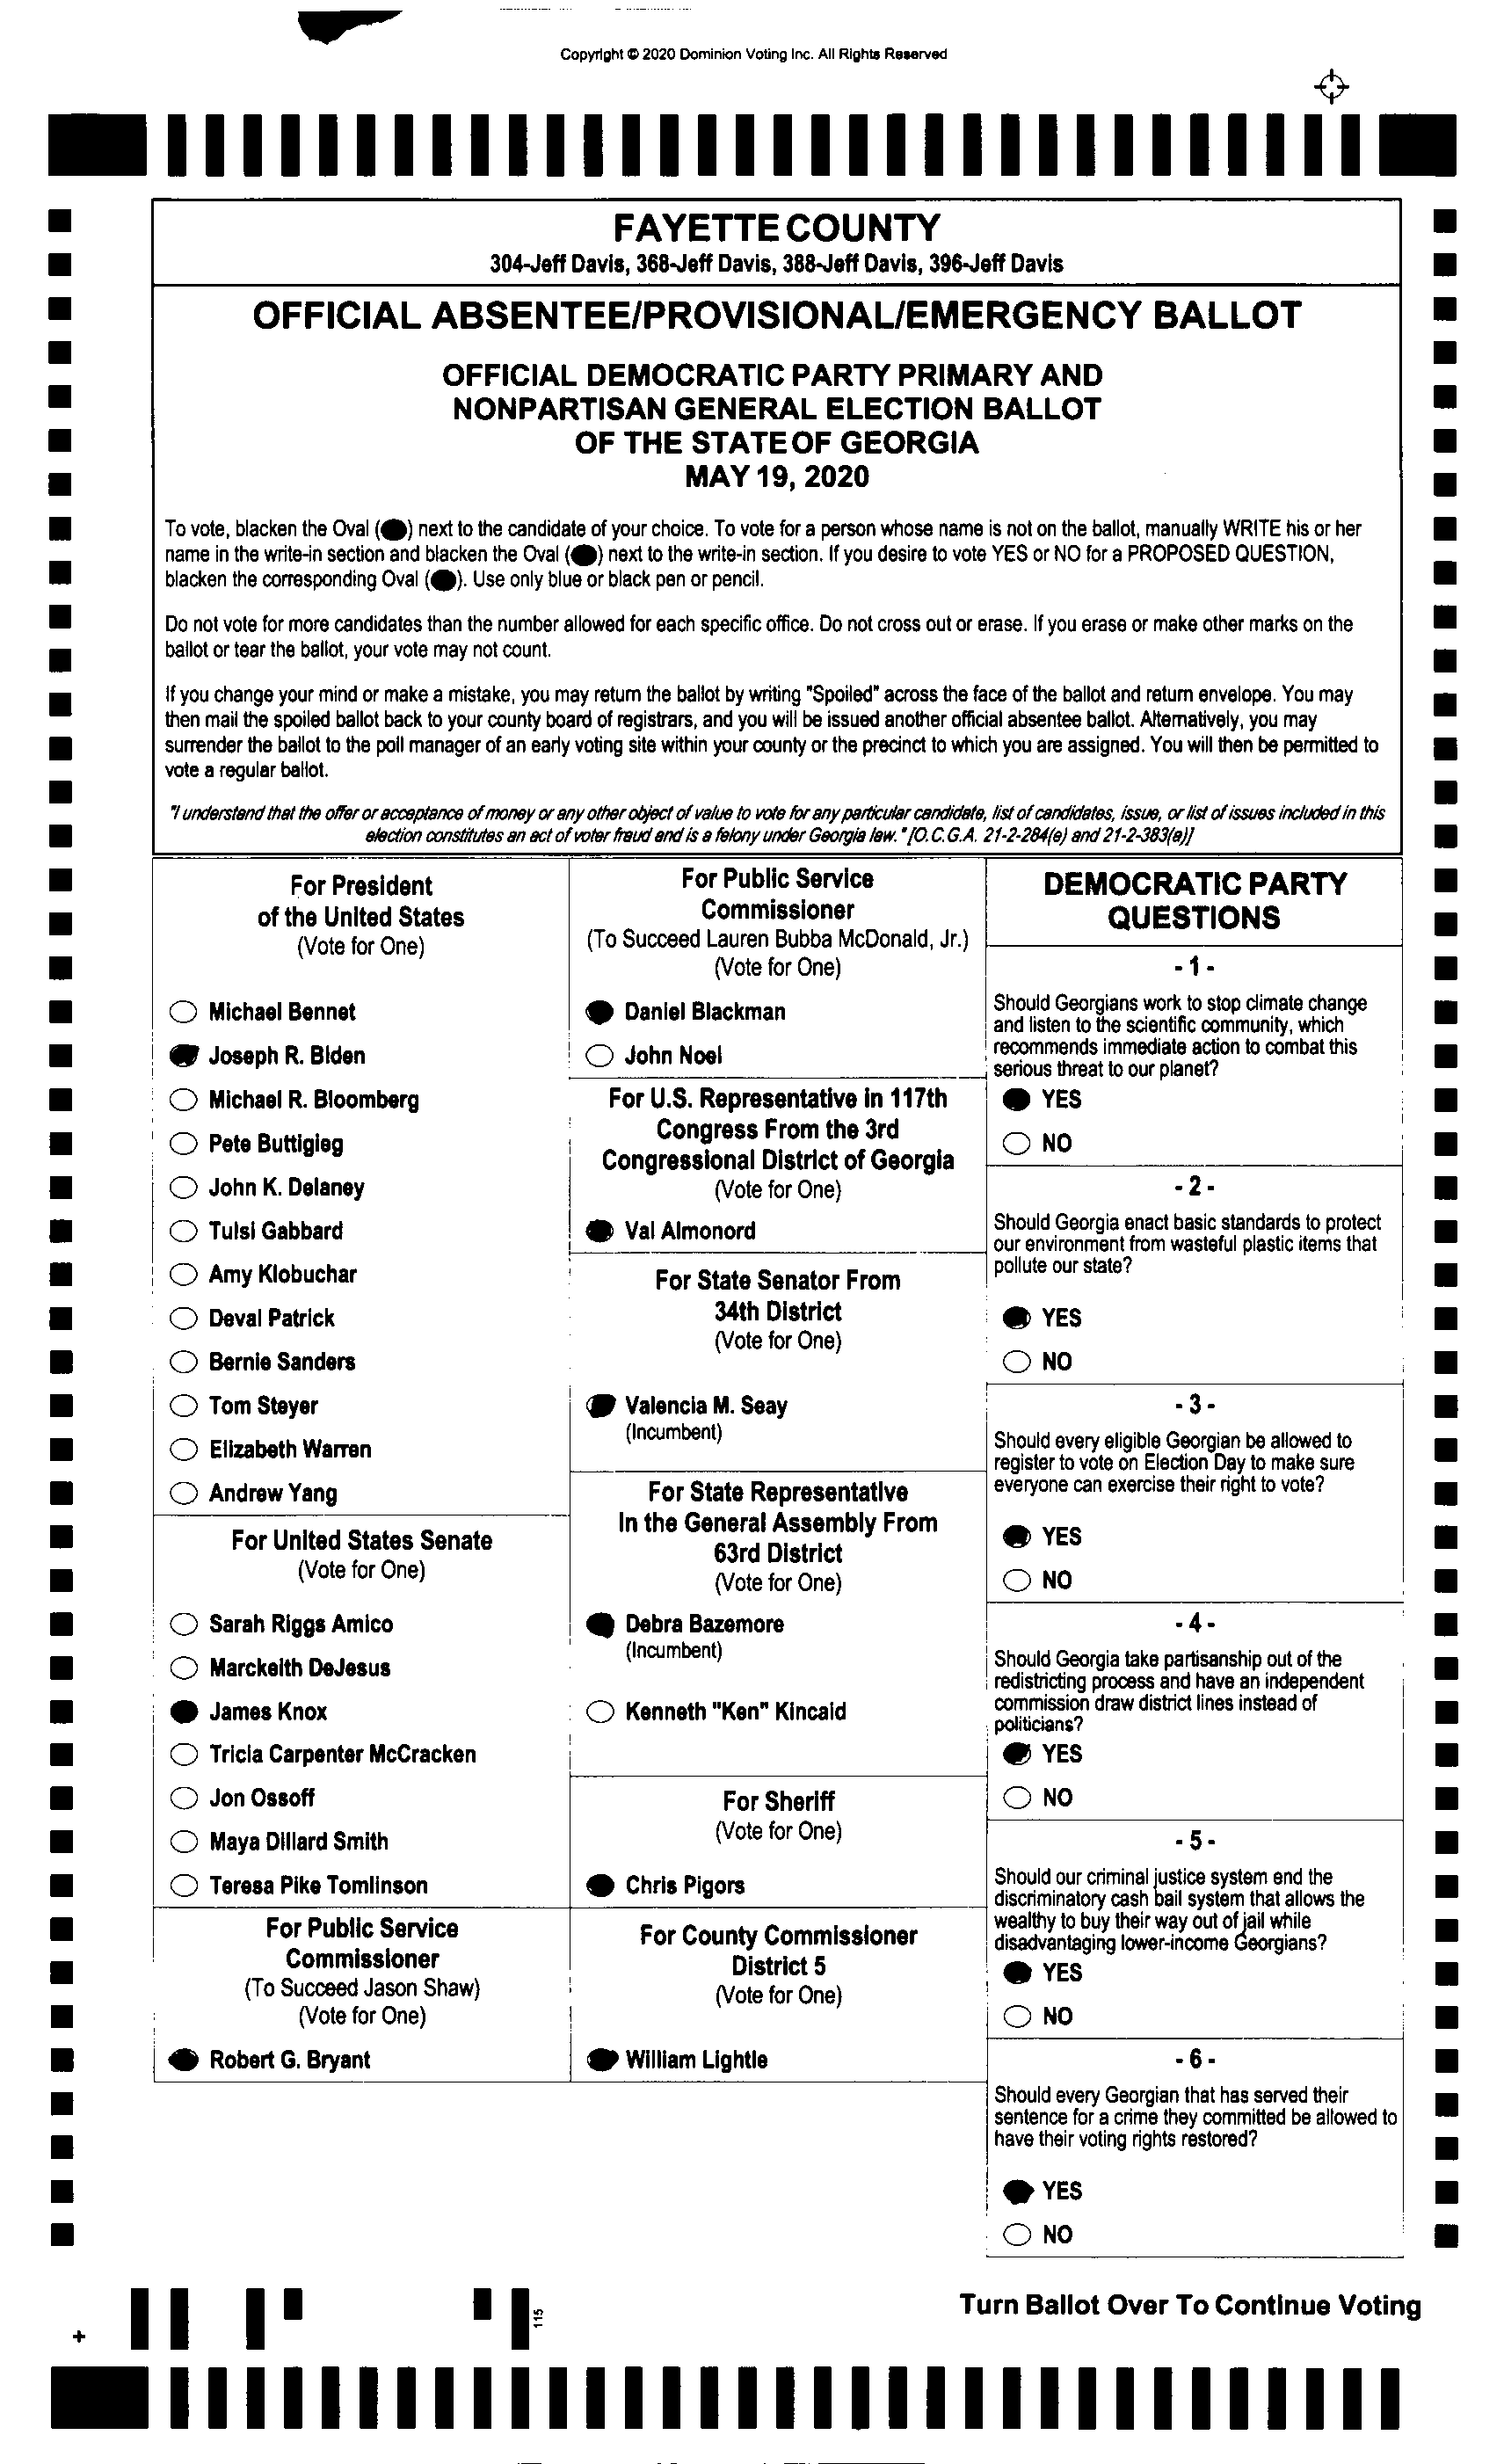 Copyright © 2020 Dominion Voting Inc. All Rights Reserved
FAYETTE COUNTY
304-Jeff Davis, 368-Jeff Davis, 388-Jeff Davis, 396-Jeff Davis
OFFICIAL ABSENTEE/PROVISIONAL/EMERGENCY BALLOT
OFFICIAL DEMOCRATIC PARTY PRIMARY AND
NONPARTISAN GENERAL ELECTION BALLOT
OF THE STATE OF GEORGIA
MAY 19, 2020
To vote, blacken the Oval ( ) next to the candidate of your choice. To vote for a person whose name is not on the ballot, manually WRITE his or her
name in the write-in section and blacken the Oval ( ) next to the write-in section. If you desire to vote YES or NO for a PROPOSED QUESTION,
blacken the corresponding Oval ( ). Use only blue or black pen or pencil.
Do not vote for more candidates than the number allowed for each specific office. Do not cross out or erase. If you erase or make other marks on the
ballot or tear the ballot, your vote may not count.
If you change your mind or make a mistake, you may return the ballot by writing "Spoiled" across the face of the ballot and return envelope. You may
then mail the spoiled ballot back to your county board of registrars, and you will be issued another official absentee ballot. Alternatively, you may
surrender the ballot to the poll manager of an early voting site within your county or the precinct to which you are assigned. You will then be permitted to
vote a regular ballot.
"I understand that the offer or acceptance of money or any other object of value to vote for any particular candidate, list of candidates, issue, or list of issues included in this
election constitutes an act of voter fraud and is a felony under Georgia law." [O.C.G.A. 21-2-284(e) and 21-2-383(a)]
For President
of the United States
(Vote for One)
Michael Bennet
Joseph R. Biden
Michael R. Bloomberg
Pete Buttigieg
John K. Delaney
Tulsi Gabbard
Amy Klobuchar
Deval Patrick
Bernie Sanders
Tom Steyer
Elizabeth Warren
Andrew Yang
For United States Senate
(Vote for One)
Sarah Riggs Amico
Marckeith DeJesus
James Knox
Tricia Carpenter McCracken
Jon Ossoff
Maya Dillard Smith
Teresa Pike Tomlinson
For Public Service
Commissioner
(To Succeed Jason Shaw)
(Vote for One)
Robert G. Bryant
For Public Service
Commissioner
(To Succeed Lauren Bubba McDonald, Jr.)
(Vote for One)
Daniel Blackman
John Noel
For U.S. Representative in 117th
Congress From the 3rd
Congressional District of Georgia
(Vote for One)
Val Almonord
For State Senator From
34th District
(Vote for One)
Valencia M. Seay
(Incumbent)
For State Representative
In the General Assembly From
63rd District
(Vote for One)
Debra Bazemore
(Incumbent)
Kenneth "Ken" Kincaid
For Sheriff
(Vote for One)
Chris Pigors
For County Commissioner
District 5
(Vote for One)
William Lightle
DEMOCRATIC PARTY
QUESTIONS
- 1 -
Should Georgians work to stop climate change
and listen to the scientific community, which
recommends immediate action to combat this
serious threat to our planet?
YES
NO
- 2 -
Should Georgia enact basic standards to protect
our environment from wasteful plastic items that
pollute our state?
YES
NO
- 3 -
Should every eligible Georgian be allowed to
register to vote on Election Day to make sure
everyone can exercise their right to vote?
YES
NO
- 4 -
Should Georgia take partisanship out of the
redistricting process and have an independent
commission draw district lines instead of
politicians?
YES
NO
- 5 -
Should our criminal justice system end the
discriminatory cash bail system that allows the
wealthy to buy their way out of jail while
disadvantaging lower-income Georgians?
YES
NO
- 6 -
Should every Georgian that has served their
sentence for a crime they committed be allowed to
have their voting rights restored?
YES
NO
115
Turn Ballot Over To Continue Voting